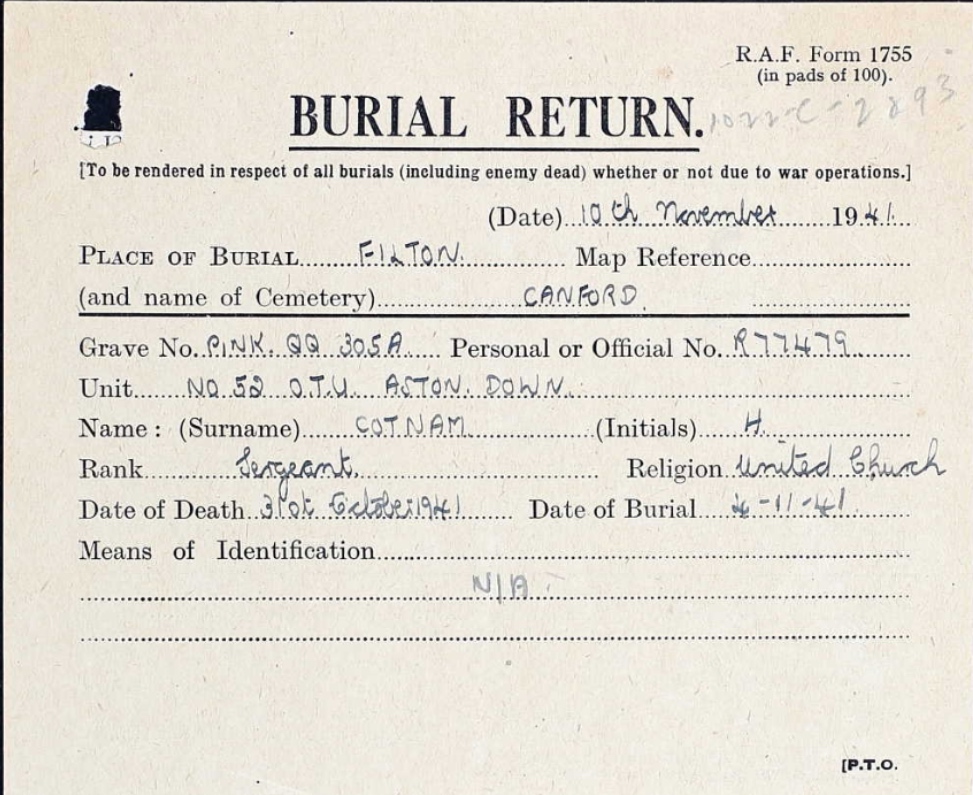 R.A.F. Form 1755
(in pads of 100).
BURIAL RETURN. 1022-C-2893
[To be rendered in respect of all burials (including enemy dead) whether or not due to war operations.]
(Date) 10th November 1941.
PLACE OF BURIAL FILTON. Map Reference
(and name of Cemetery) CANFORD.
Grave No. PINK. QQ 305A Personal or Official No. R77479
Unit NO 52 O.T.U. ASTON. DOWN.
Name: (Surname) COTNAM (Initials) H.
Rank Sergeant. Religion United Church
Date of Death 31st October 1941 Date of Burial 4-11-41
Means of Identification
N/A.
[P.T.O.